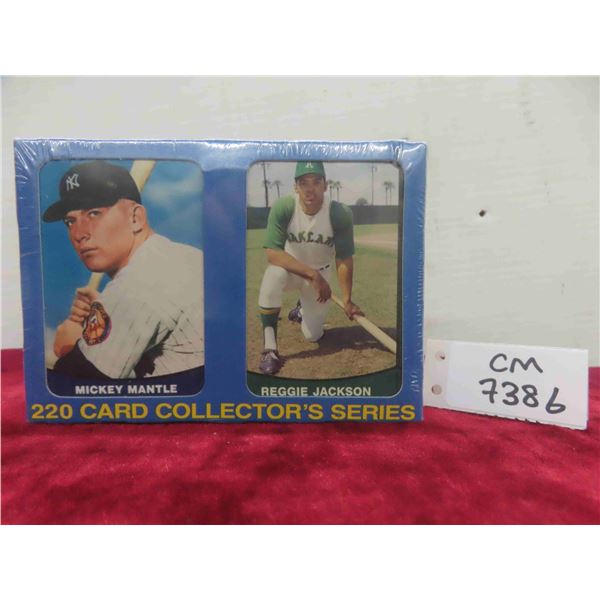 NY
A
OAKLAND
MICKEY MANTLE
REGGIE JACKSON
220 CARD COLLECTOR'S SERIES
CM
7386